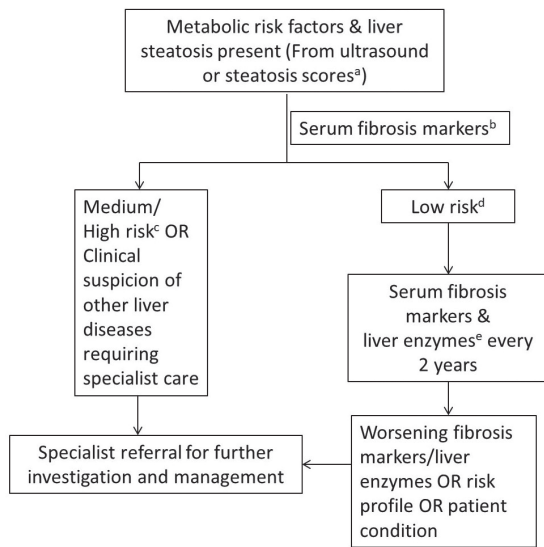 Metabolic risk factors & liver
steatosis present (From ultrasound
or steatosis scoresᵃ)
Serum fibrosis markersᵇ
Medium/
High riskᶜ OR
Clinical
suspicion of
other liver
diseases
requiring
specialist care
Low riskᵈ
Serum fibrosis
markers &
liver enzymesᵉ every
2 years
Worsening fibrosis
markers/liver
enzymes OR risk
profile OR patient
condition
Specialist referral for further
investigation and management